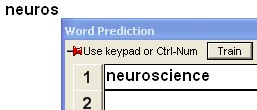 neuros
Word Prediction
Use keypad or Ctrl-Num Train
1 neuroscience
2